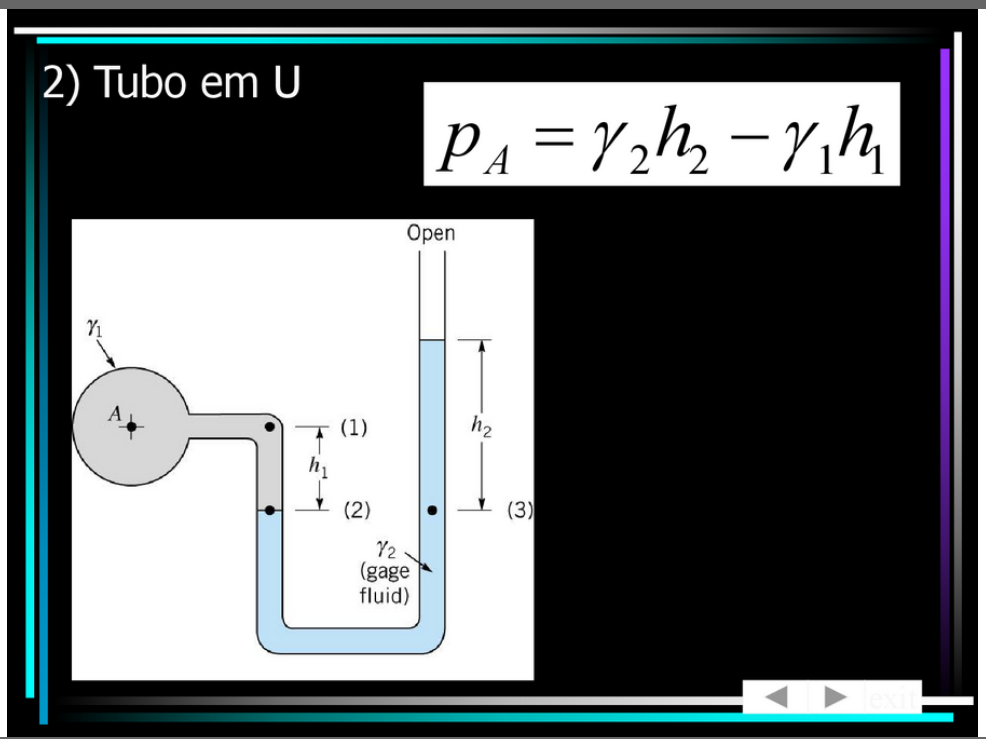 2) Tubo em U
p_A = γ₂h₂ − γ₁h₁
Open
γ₁
A
(1)
h₁
h₂
(2)
(3)
γ₂
(gage
fluid)
exit